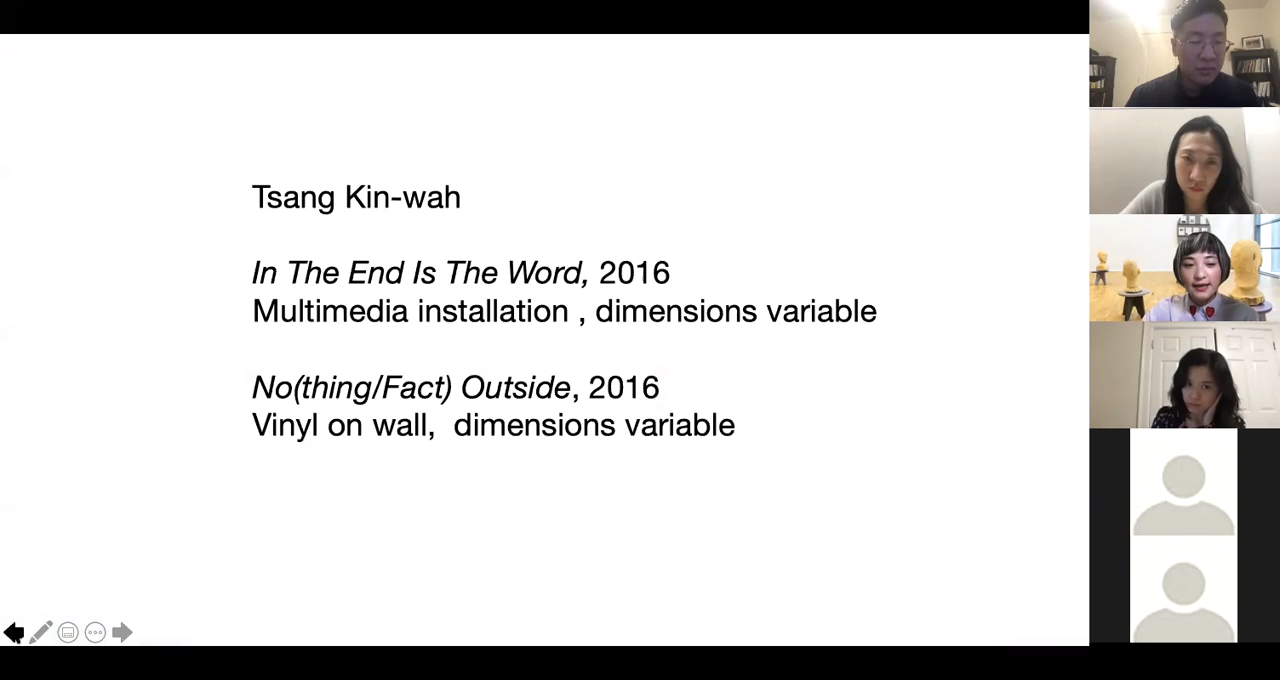 Tsang Kin-wah
In The End Is The Word, 2016
Multimedia installation , dimensions variable
No(thing/Fact) Outside, 2016
Vinyl on wall,  dimensions variable